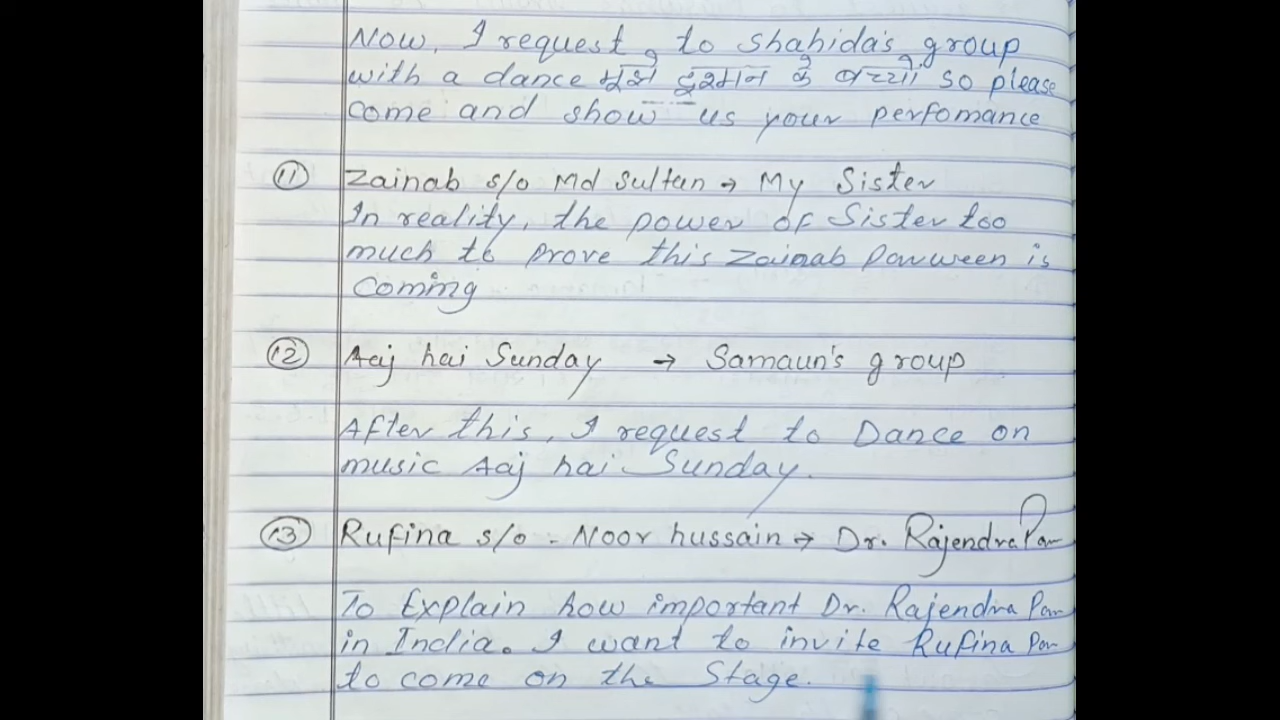 Now, I request to Shahida's group
with a dance मुझे दुश्मन के बच्चों so please
come and show us your perfomance
11 Zainab s/o Md Sultan → My Sister
In reality, the power of Sister too
much to prove this Zainab Parween is
Coming
12 Aaj hai Sunday → Samaun's group
After this, I request to Dance on
music Aaj hai Sunday.
13 Rufina s/o - Noor hussain → Dr. Rajendra
To Explain how important Dr. Rajendra
in India. I want to invite Rufina
to come on the Stage.